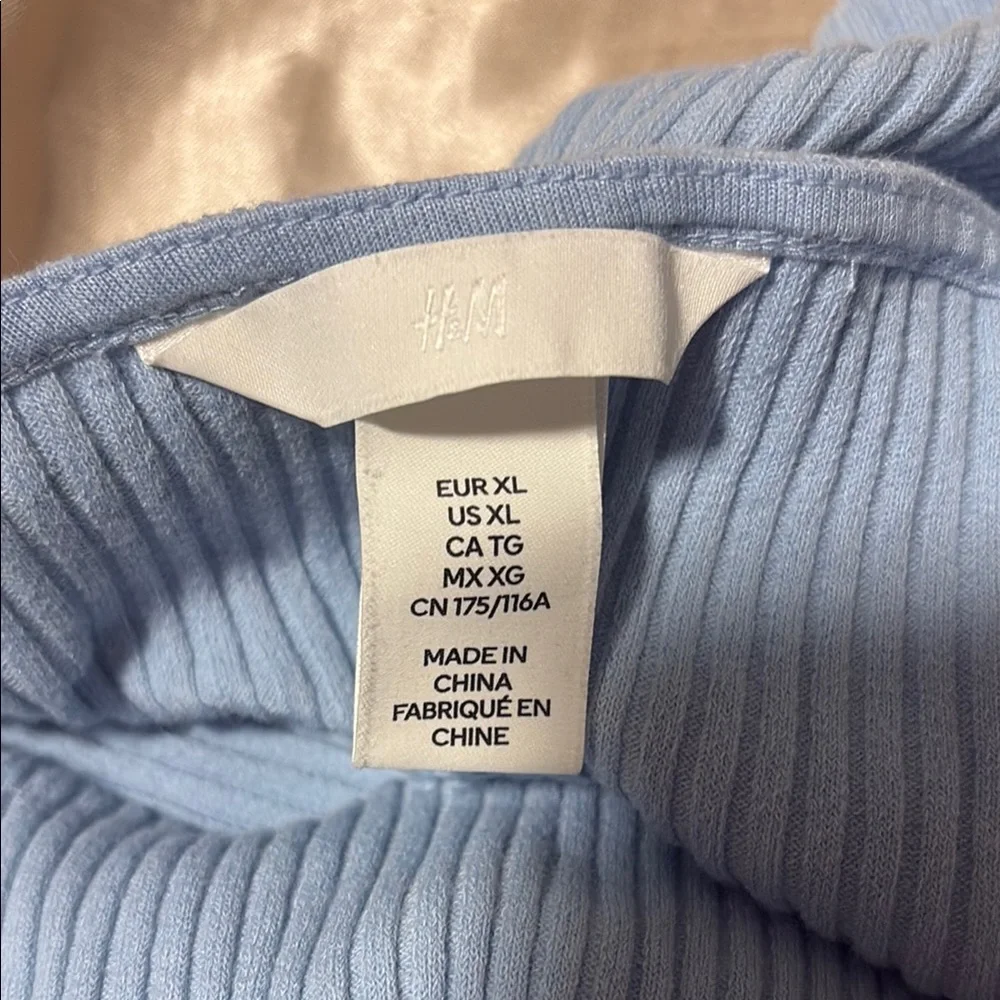 H&M
EUR XL
US XL
CA TG
MX XG
CN 175/116A
MADE IN
CHINA
FABRIQUÉ EN
CHINE